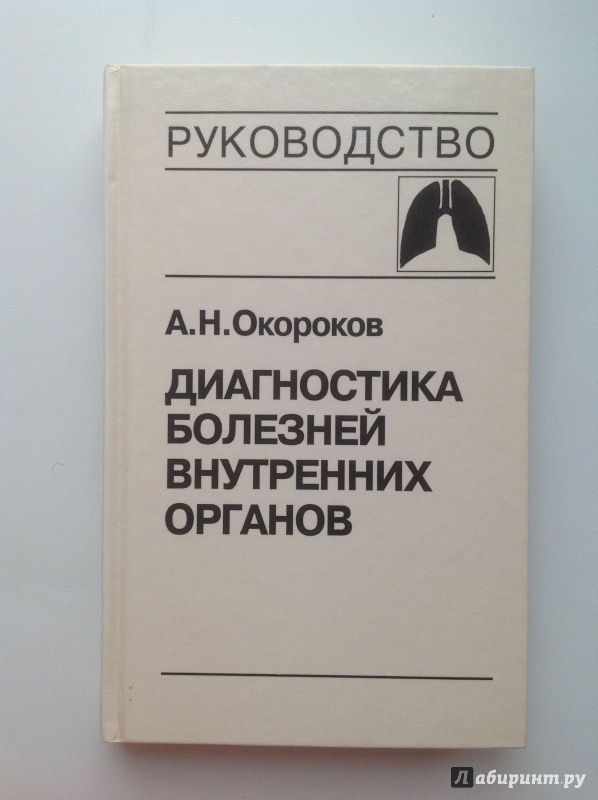 РУКОВОДСТВО
А.Н.Окороков
ДИАГНОСТИКА
БОЛЕЗНЕЙ
ВНУТРЕННИХ
ОРГАНОВ
Лабиринт.ру